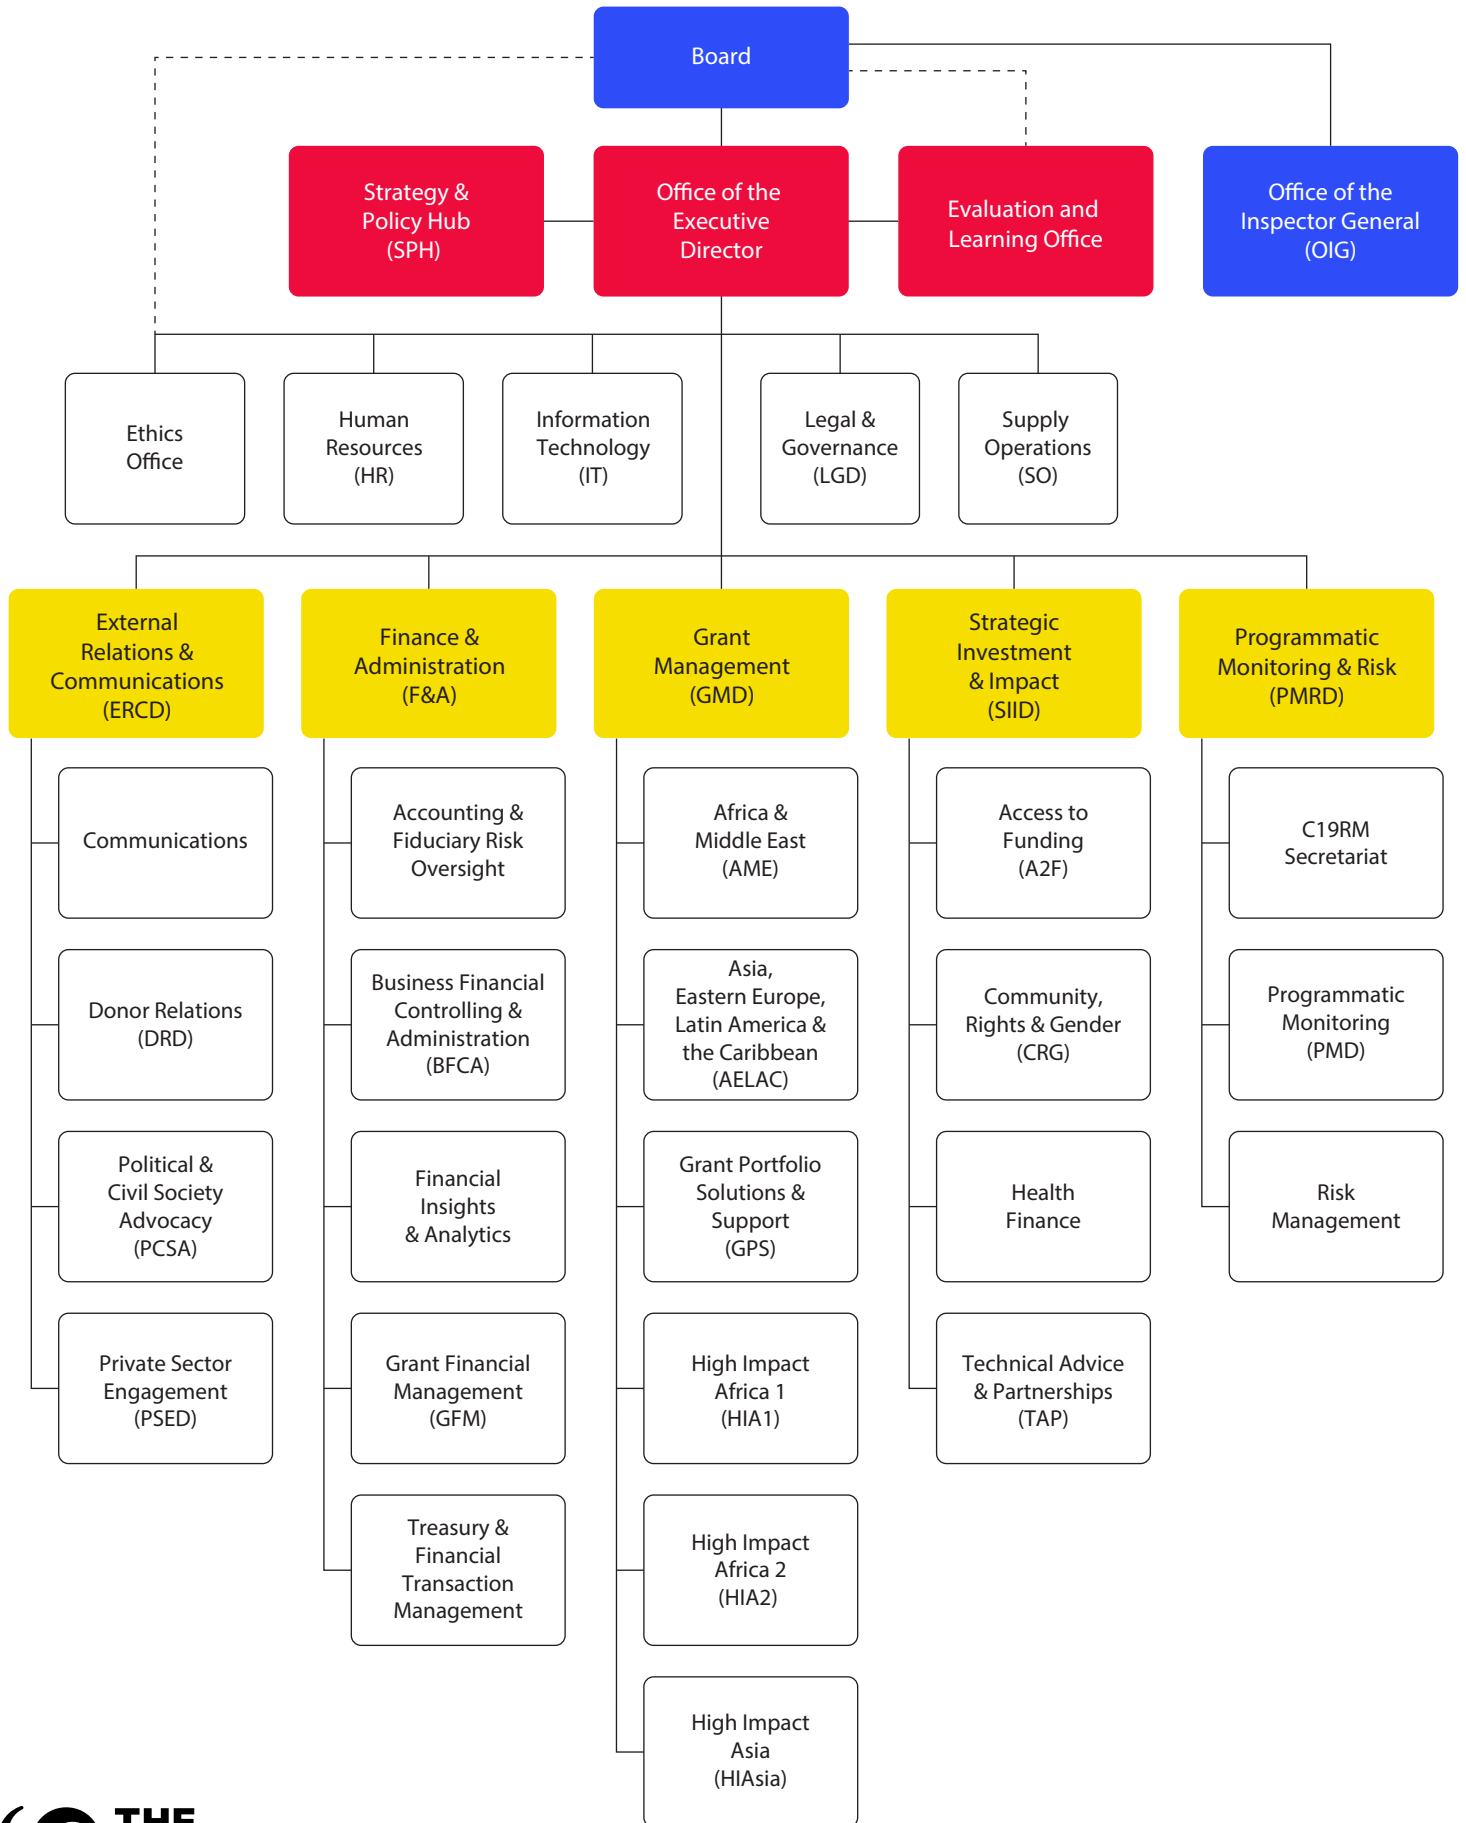 Board
Strategy &
Policy Hub
(SPH)
Office of the
Executive
Director
Evaluation and
Learning Office
Office of the
Inspector General
(OIG)
Ethics
Office
Human
Resources
(HR)
Information
Technology
(IT)
Legal &
Governance
(LGD)
Supply
Operations
(SO)
External
Relations &
Communications
(ERCD)
Finance &
Administration
(F&A)
Grant
Management
(GMD)
Strategic
Investment
& Impact
(SIID)
Programmatic
Monitoring & Risk
(PMRD)
Communications
Donor Relations
(DRD)
Political &
Civil Society
Advocacy
(PCSA)
Private Sector
Engagement
(PSED)
Accounting &
Fiduciary Risk
Oversight
Business Financial
Controlling &
Administration
(BFCA)
Financial
Insights
& Analytics
Grant Financial
Management
(GFM)
Treasury &
Financial
Transaction
Management
Africa &
Middle East
(AME)
Asia,
Eastern Europe,
Latin America &
the Caribbean
(AELAC)
Grant Portfolio
Solutions &
Support
(GPS)
High Impact
Africa 1
(HIA1)
High Impact
Africa 2
(HIA2)
High Impact
Asia
(HIAsia)
Access to
Funding
(A2F)
Community,
Rights & Gender
(CRG)
Health
Finance
Technical Advice
& Partnerships
(TAP)
C19RM
Secretariat
Programmatic
Monitoring
(PMD)
Risk
Management
THE